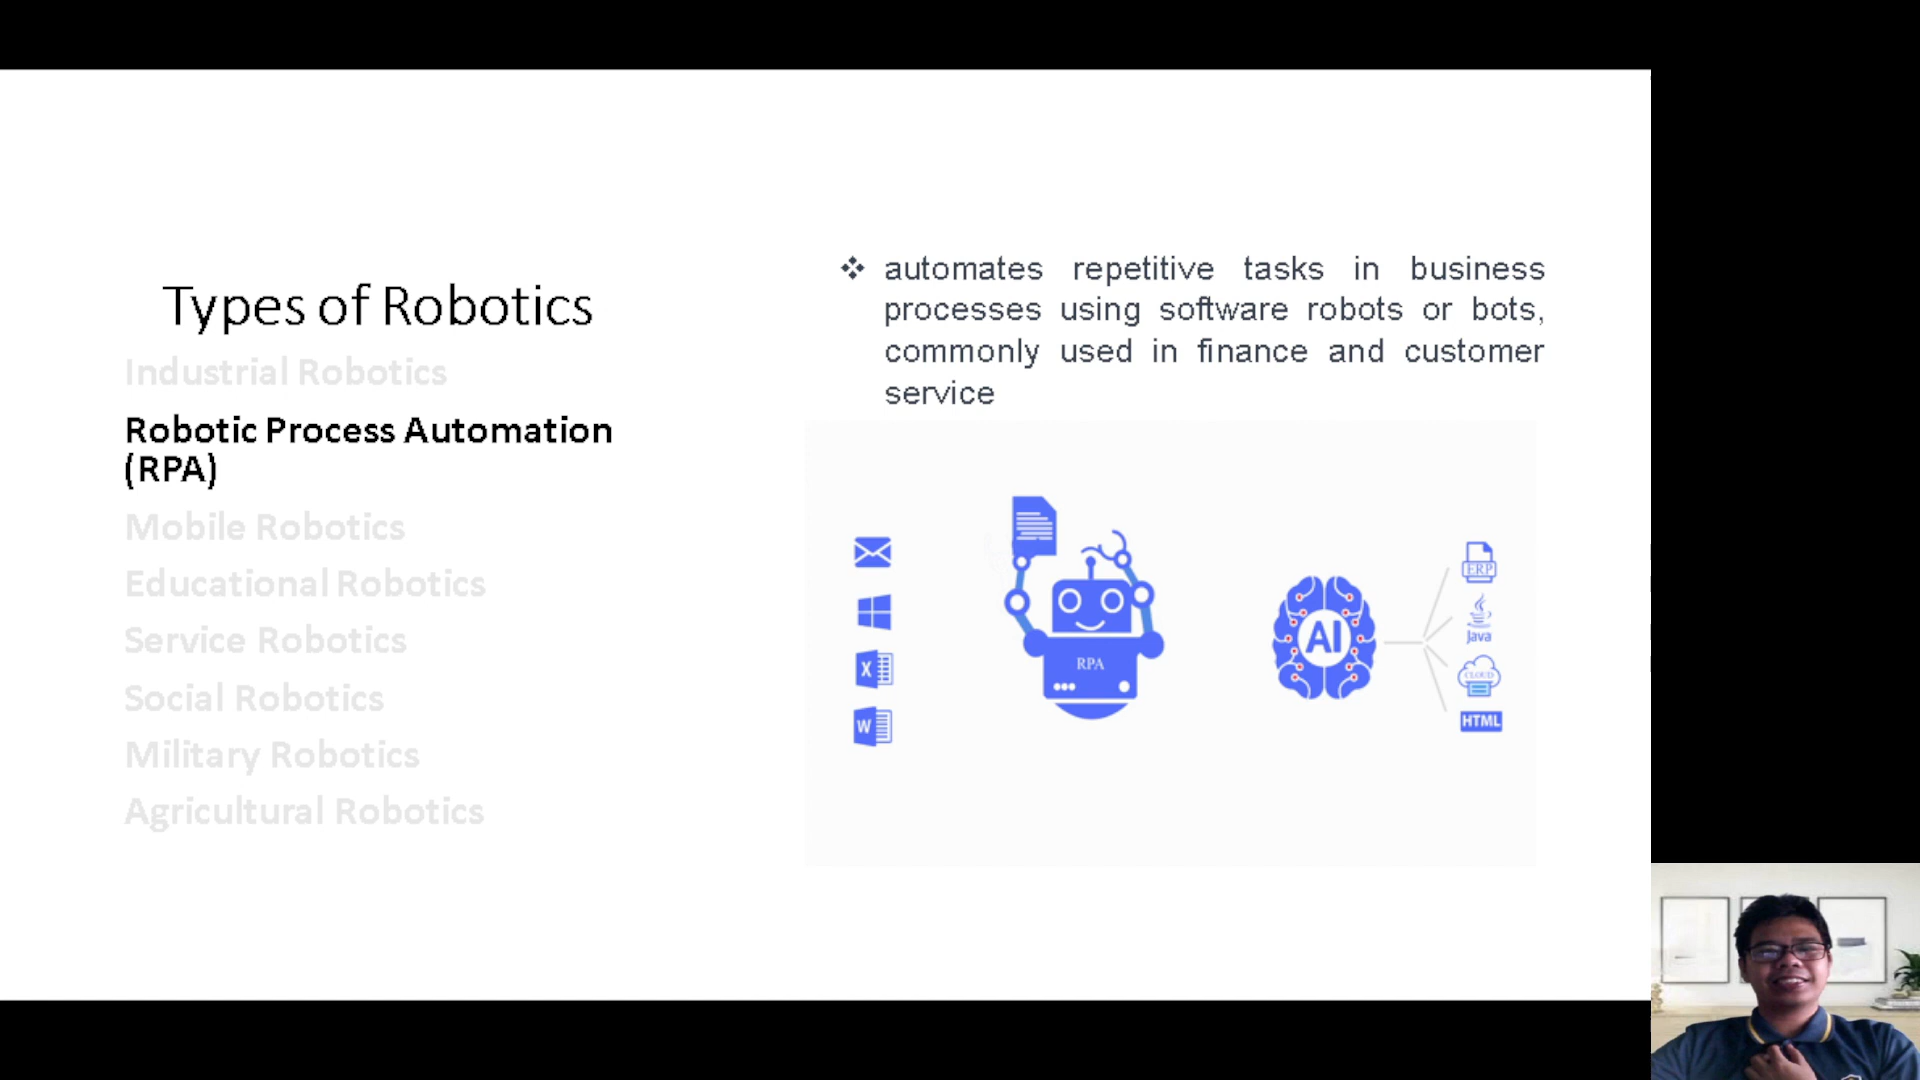 Types of Robotics
Industrial Robotics
Robotic Process Automation
(RPA)
Mobile Robotics
Educational Robotics
Service Robotics
Social Robotics
Military Robotics
Agricultural Robotics
automates repetitive tasks in business
processes using software robots or bots,
commonly used in finance and customer
service
X
W
RPA
AI
ERP
Java
CLOUD
HTML